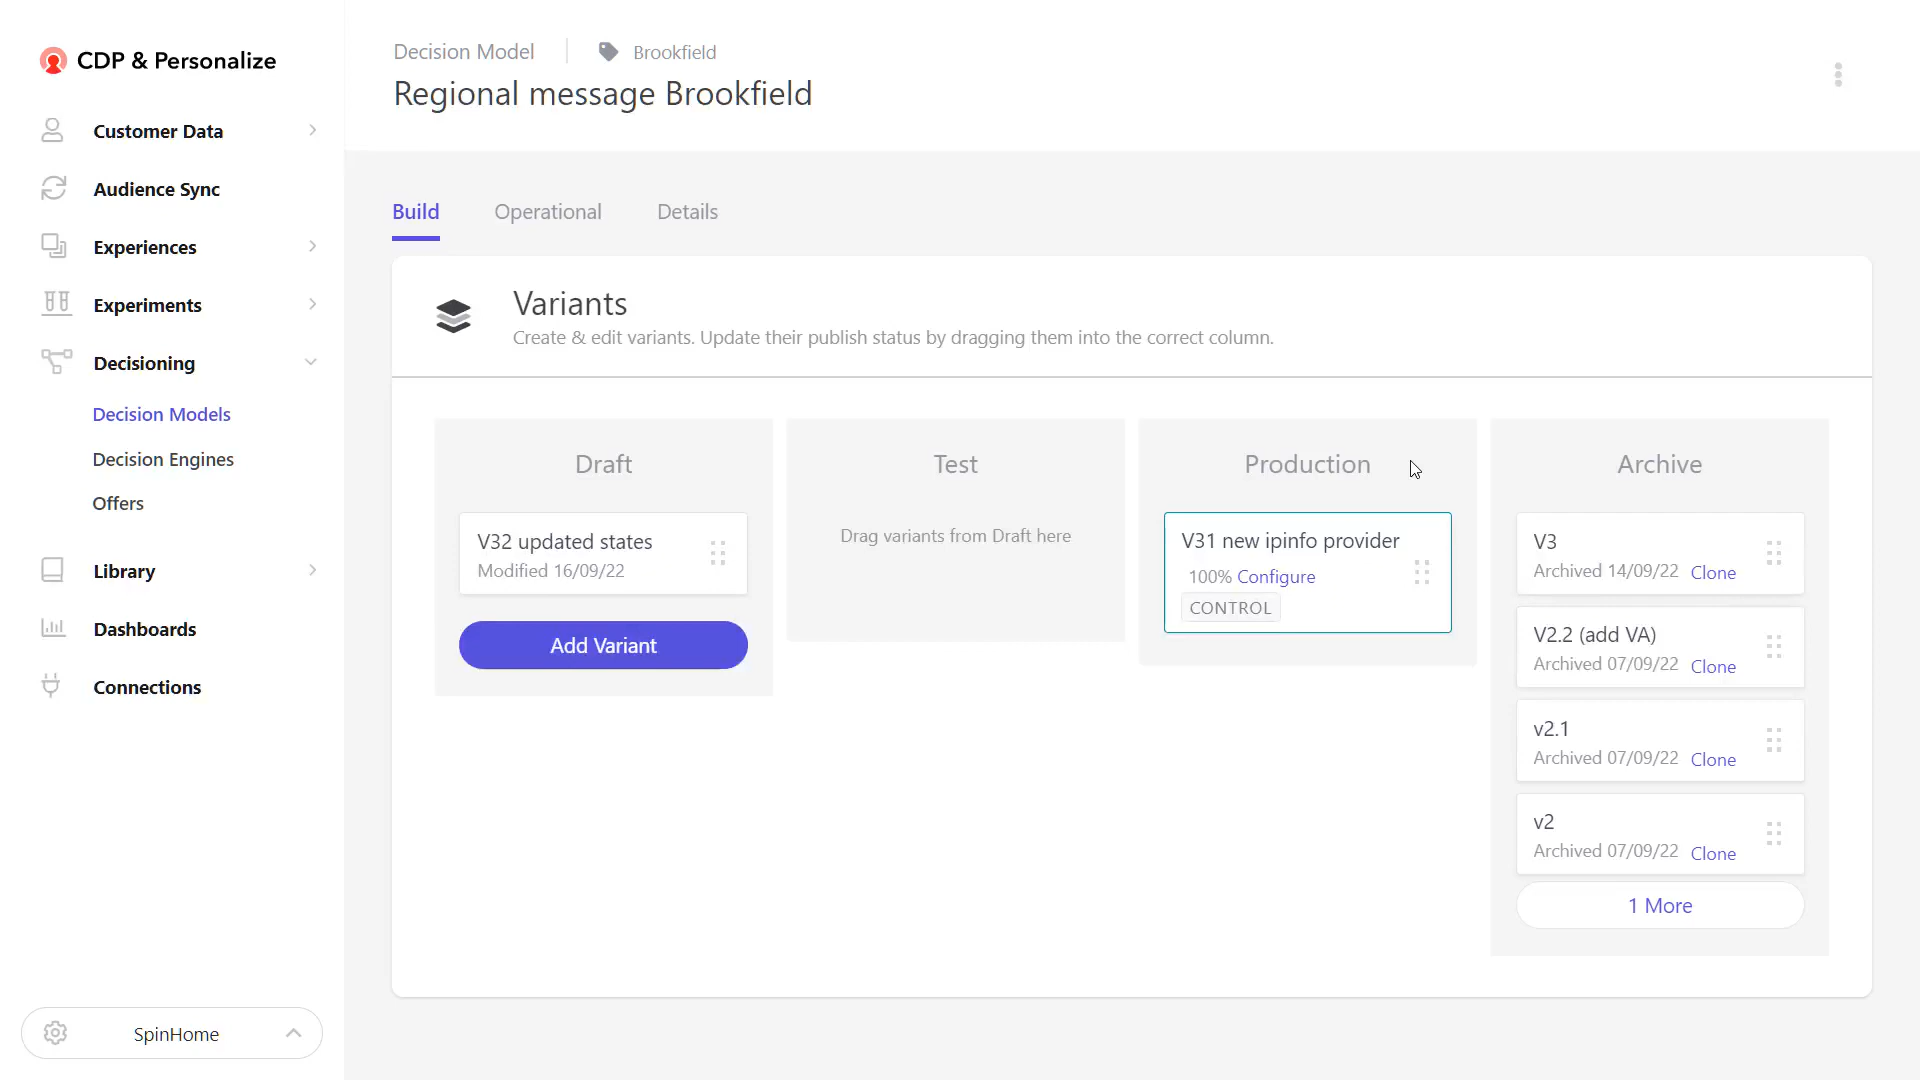 CDP & Personalize
Customer Data
Audience Sync
Experiences
Experiments
Decisioning
Decision Models
Decision Engines
Offers
Library
Dashboards
Connections
SpinHome
Decision Model
Brookfield
Regional message Brookfield
Build
Operational
Details
Variants
Create & edit variants. Update their publish status by dragging them into the correct column.
Draft
V32 updated states
Modified 16/09/22
Add Variant
Test
Drag variants from Draft here
Production
V31 new ipinfo provider
100% Configure
CONTROL
Archive
V3
Archived 14/09/22 Clone
V2.2 (add VA)
Archived 07/09/22 Clone
v2.1
Archived 07/09/22 Clone
v2
Archived 07/09/22 Clone
1 More